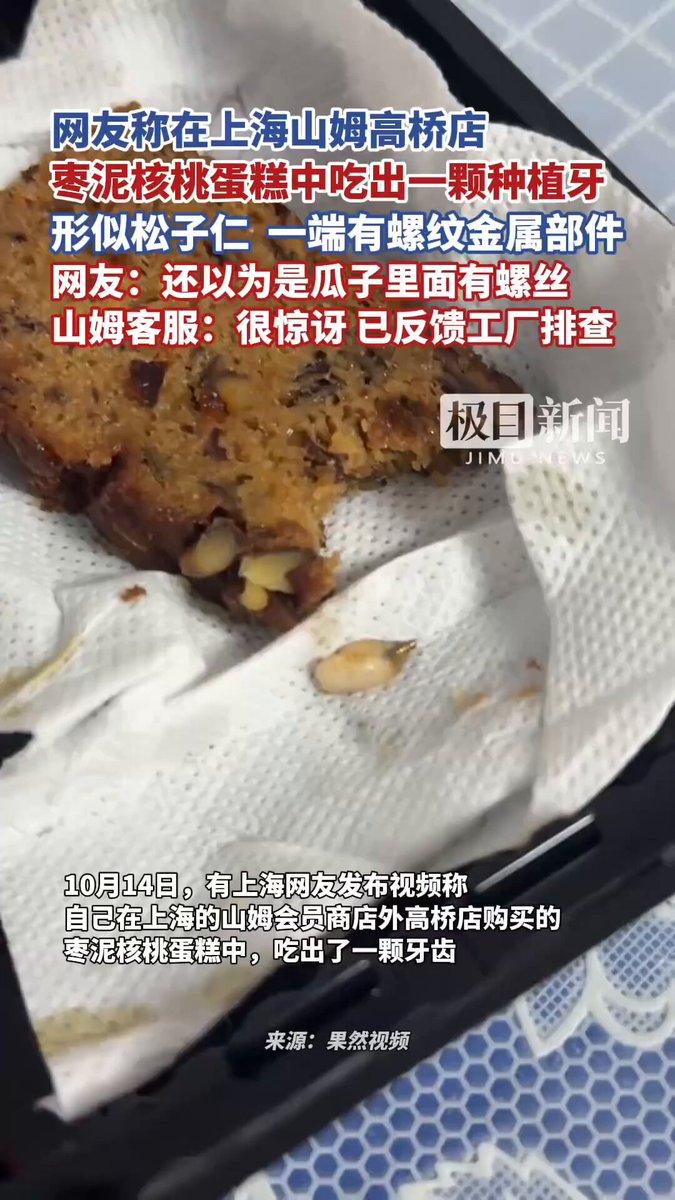 网友称在上海山姆高桥店
枣泥核桃蛋糕中吃出一颗种植牙
形似松子仁 一端有螺纹金属部件
网友：还以为是瓜子里面有螺丝
山姆客服：很惊讶 已反馈工厂排查
极目新闻
JIMU NEWS
10月14日，有上海网友发布视频称
自己在上海的山姆会员商店外高桥店购买的
枣泥核桃蛋糕中，吃出了一颗牙齿
来源：果然视频